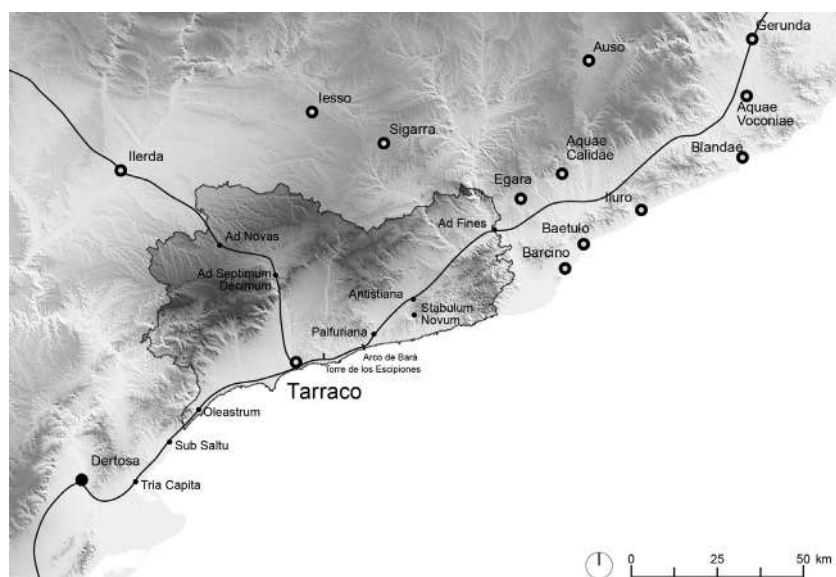 Gerunda
Auso
Aquae
Voconiae
Iesso
Sigarra
Aquae
Calidae
Blandae
Ilerda
Egara
Iluro
Ad Fines
Ad Novas
Baetulo
Barcino
Ad Septimum
Decimum
Antistiana
Stabulum
Novum
Palfuriana
Arco de Bará
Torre de los Escipiones
Tarraco
Oleastrum
Sub Saltu
Dertosa
Tria Capita
0 25 50 km